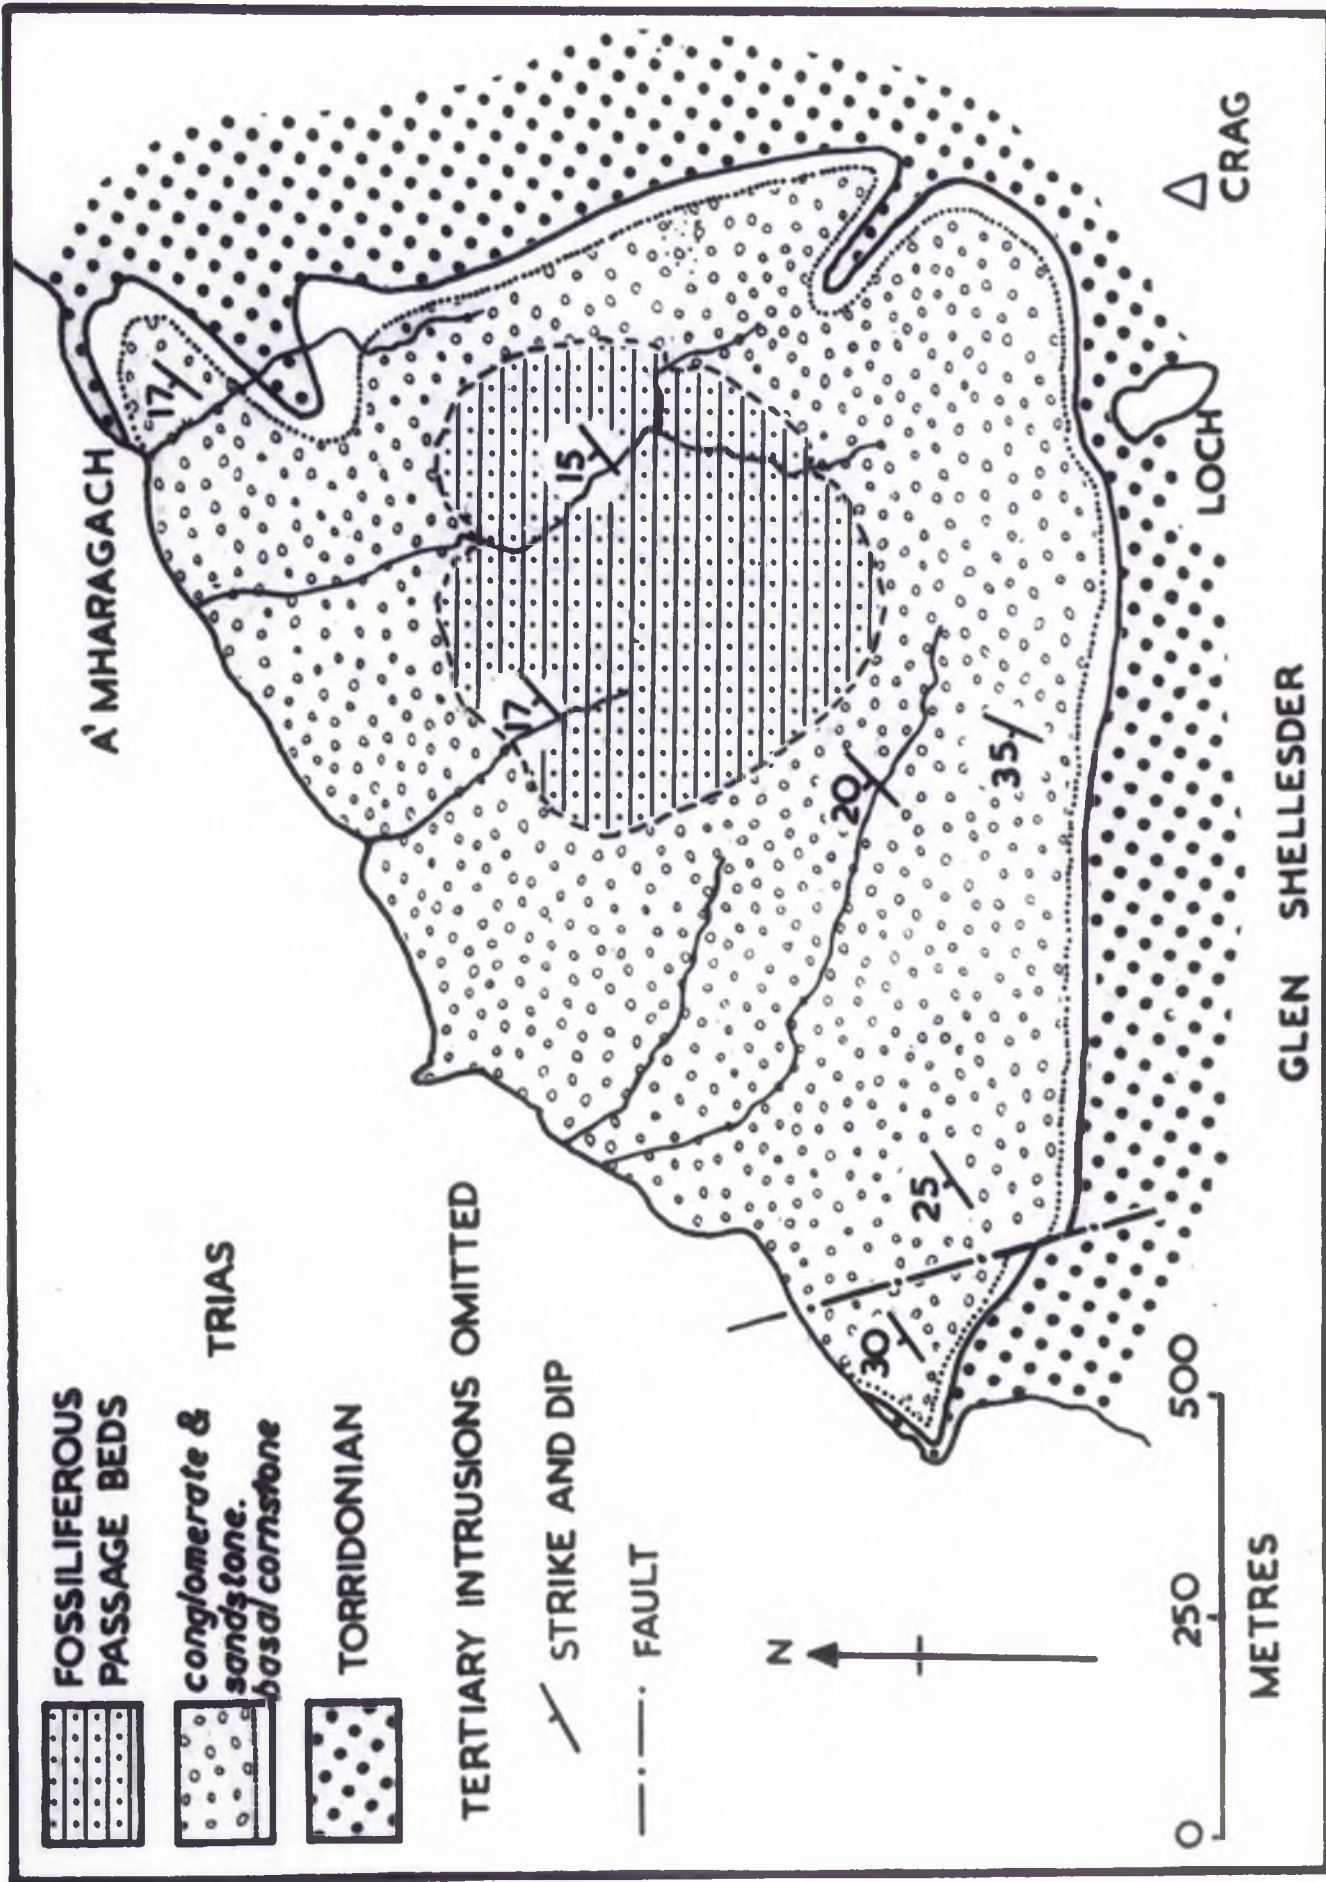 FOSSILIFEROUS
PASSAGE BEDS
conglomerate &
sandstone.
basal cornstone
TRIAS
TORRIDONIAN
TERTIARY INTRUSIONS OMITTED
STRIKE AND DIP
FAULT
N
0 250 500
METRES
A' MHARAGACH
17
15
17
20
35
25
30
LOCH
CRAG
GLEN SHELLESDER